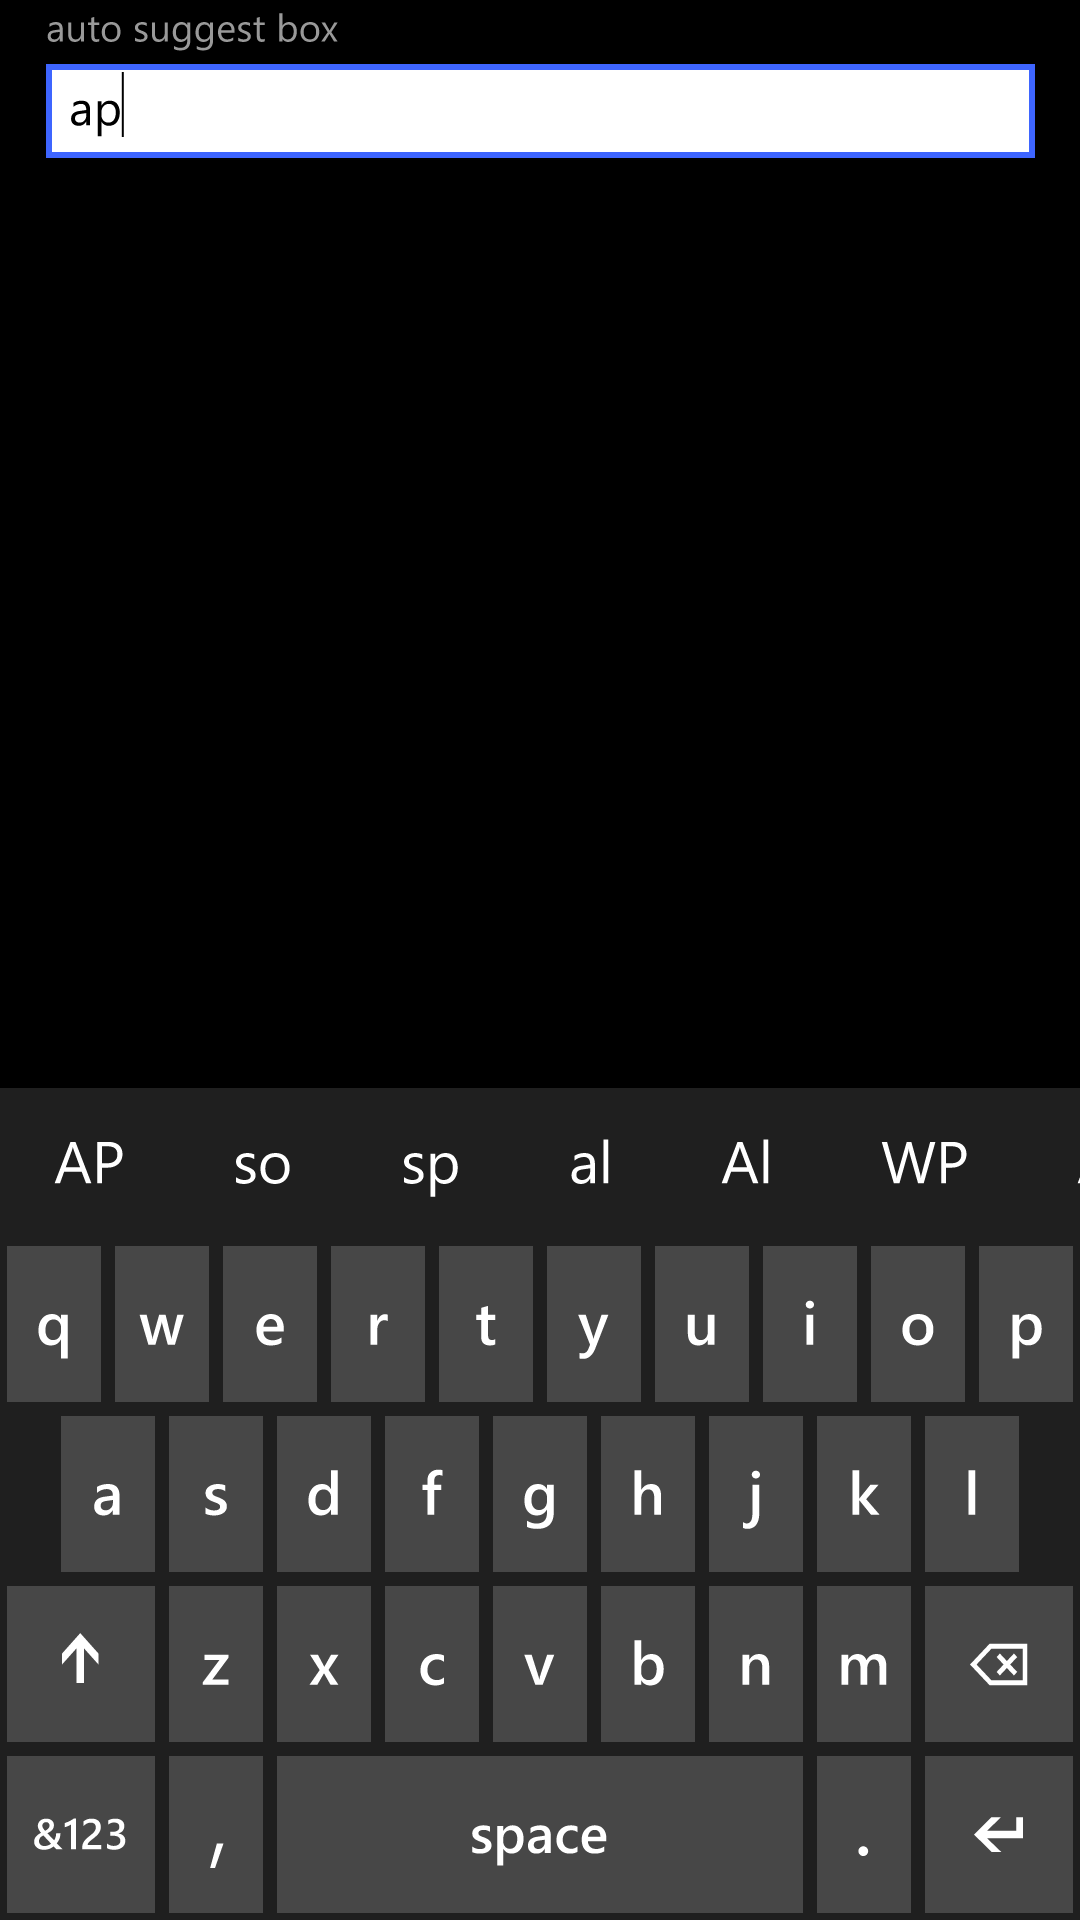 auto suggest box
ap
AP so sp al Al WP
q w e r t y u i o p
a s d f g h j k l
z x c v b n m
&123 , space .